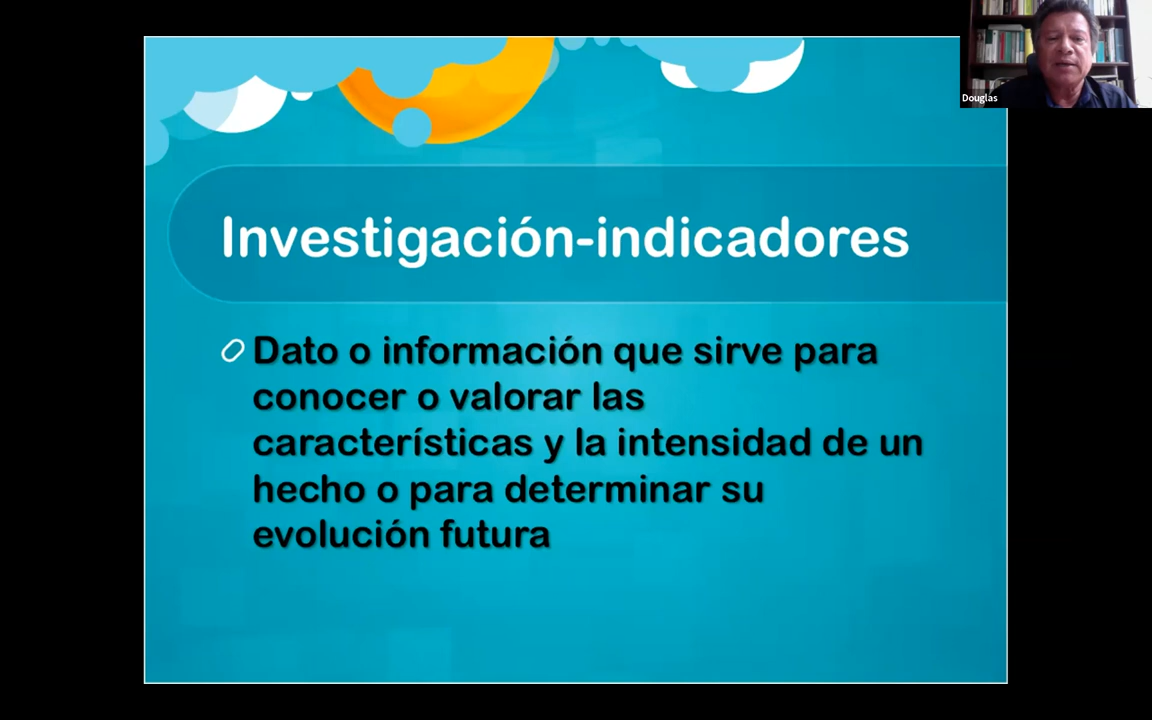 Douglas
Investigación-indicadores
Dato o información que sirve para
conocer o valorar las
características y la intensidad de un
hecho o para determinar su
evolución futura